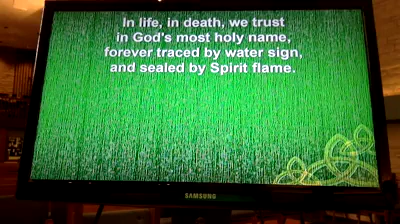 In life, in death, we trust
in God's most holy name,
forever traced by water sign,
and sealed by Spirit flame.
SAMSUNG